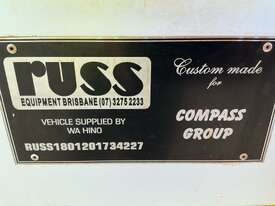 russ
EQUIPMENT BRISBANE (07) 3275 2233
VEHICLE SUPPLIED BY
WA HINO
RUSS1801201734227
Custom made
for
COMPASS
GROUP